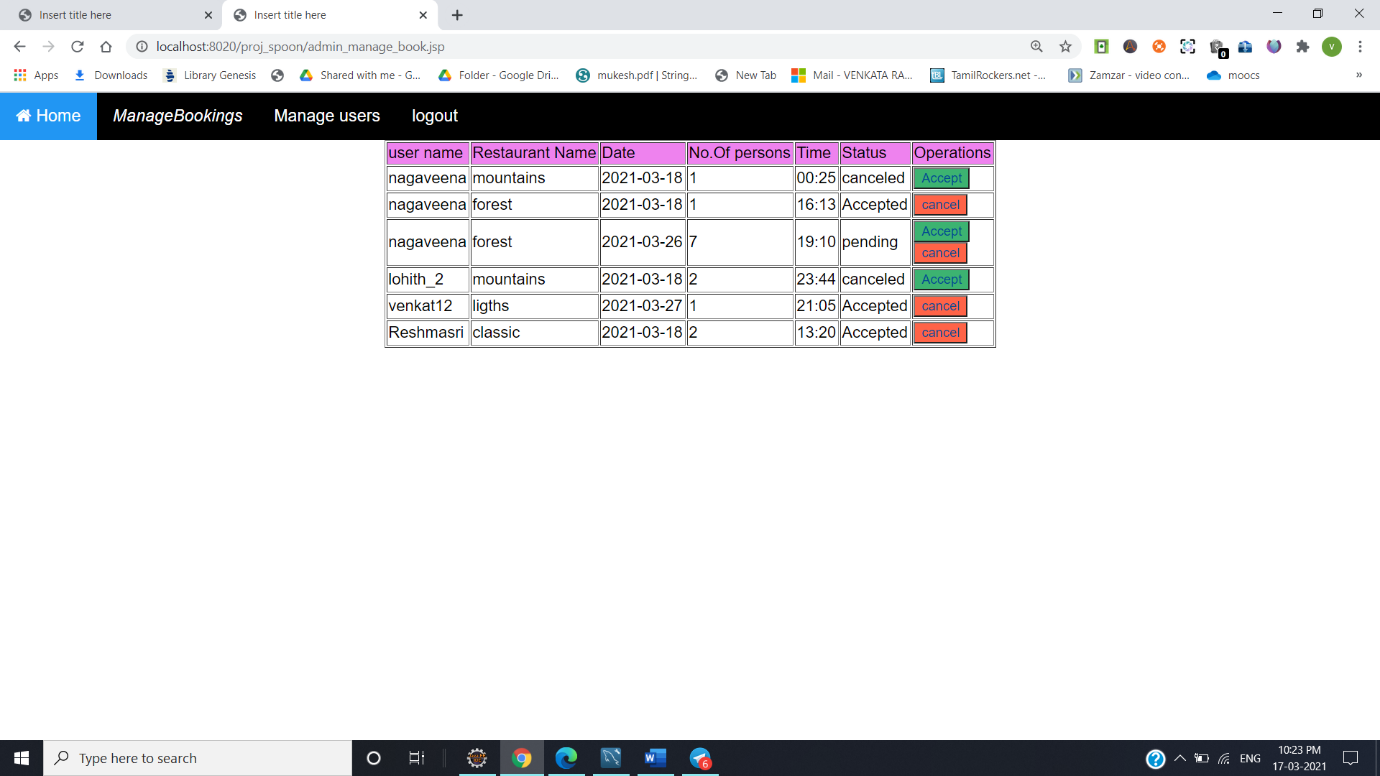 Insert title here Insert title here
localhost:8020/proj_spoon/admin_manage_book.jsp V
Apps Downloads Library Genesis Shared with me - G... Folder - Google Dri... mukesh.pdf | String... New Tab Mail - VENKATA RA... TamilRockers.net -... Zamzar - video con... moocs »
Home ManageBookings Manage users logout
user name Restaurant Name Date No.Of persons Time Status Operations
nagaveena mountains 2021-03-18 1 00:25 canceled Accept
nagaveena forest 2021-03-18 1 16:13 Accepted cancel
nagaveena forest 2021-03-26 7 19:10 pending Accept
cancel
lohith_2 mountains 2021-03-18 2 23:44 canceled Accept
venkat12 ligths 2021-03-27 1 21:05 Accepted cancel
Reshmasri classic 2021-03-18 2 13:20 Accepted cancel
Type here to search 6 ENG 10:23 PM
17-03-2021